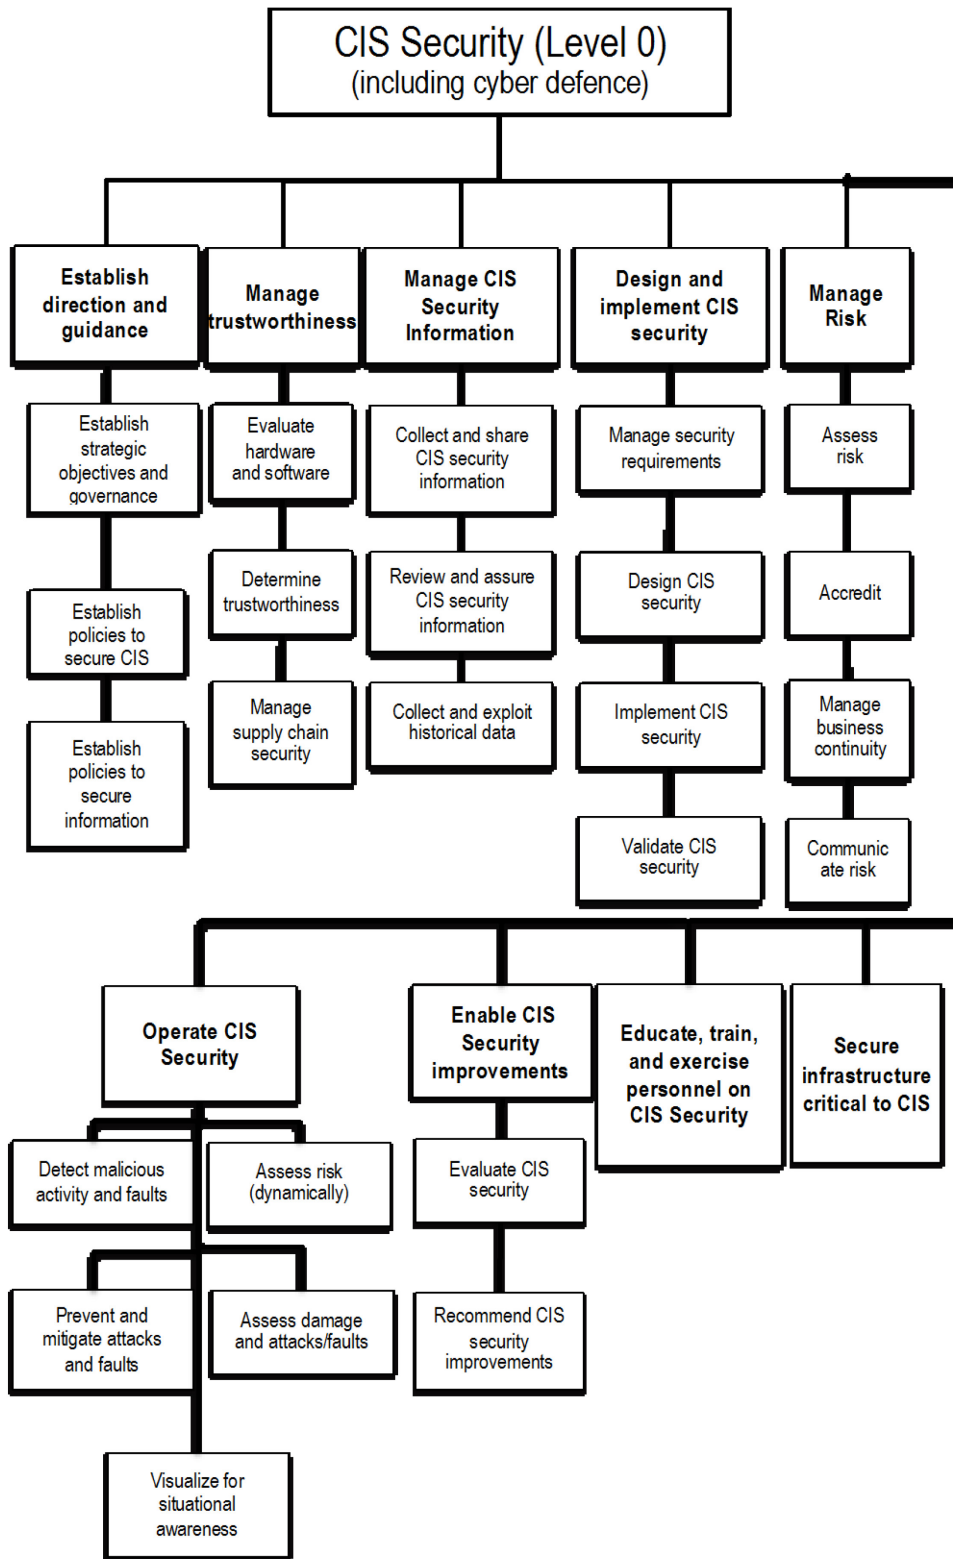 CIS Security (Level 0)
(including cyber defence)
Establish
direction and
guidance
Manage
trustworthiness
Manage CIS
Security
Information
Design and
implement CIS
security
Manage
Risk
Establish
strategic
objectives and
governance
Evaluate
hardware
and software
Collect and share
CIS security
information
Manage security
requirements
Assess
risk
Establish
policies to
secure CIS
Determine
trustworthiness
Review and assure
CIS security
information
Design CIS
security
Accredit
Establish
policies to
secure
information
Manage
supply chain
security
Collect and exploit
historical data
Implement CIS
security
Manage
business
continuity
Validate CIS
security
Communic
ate risk
Operate CIS
Security
Enable CIS
Security
improvements
Educate, train,
and exercise
personnel on
CIS Security
Secure
infrastructure
critical to CIS
Detect malicious
activity and faults
Assess risk
(dynamically)
Evaluate CIS
security
Prevent and
mitigate attacks
and faults
Assess damage
and attacks/faults
Recommend CIS
security
improvements
Visualize for
situational
awareness